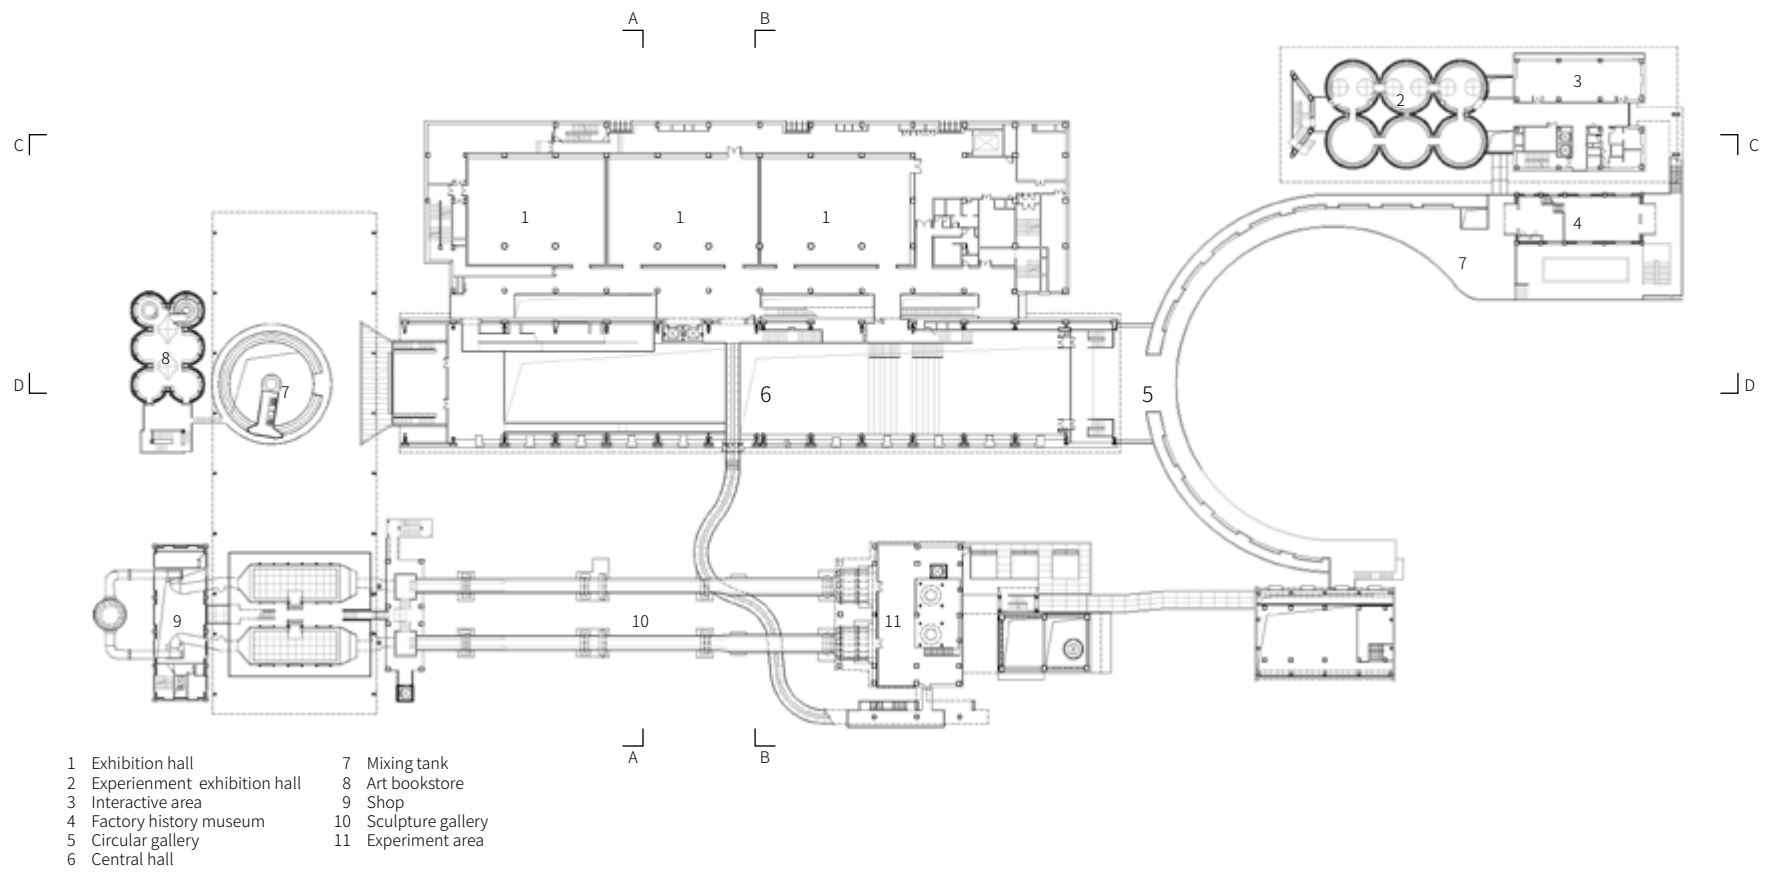 A B
C C
2 3
1 1 1
4
7
8
7
6
5
D D
9 10 11
A B
1 Exhibition hall
2 Experienment exhibition hall
3 Interactive area
4 Factory history museum
5 Circular gallery
6 Central hall
7 Mixing tank
8 Art bookstore
9 Shop
10 Sculpture gallery
11 Experiment area